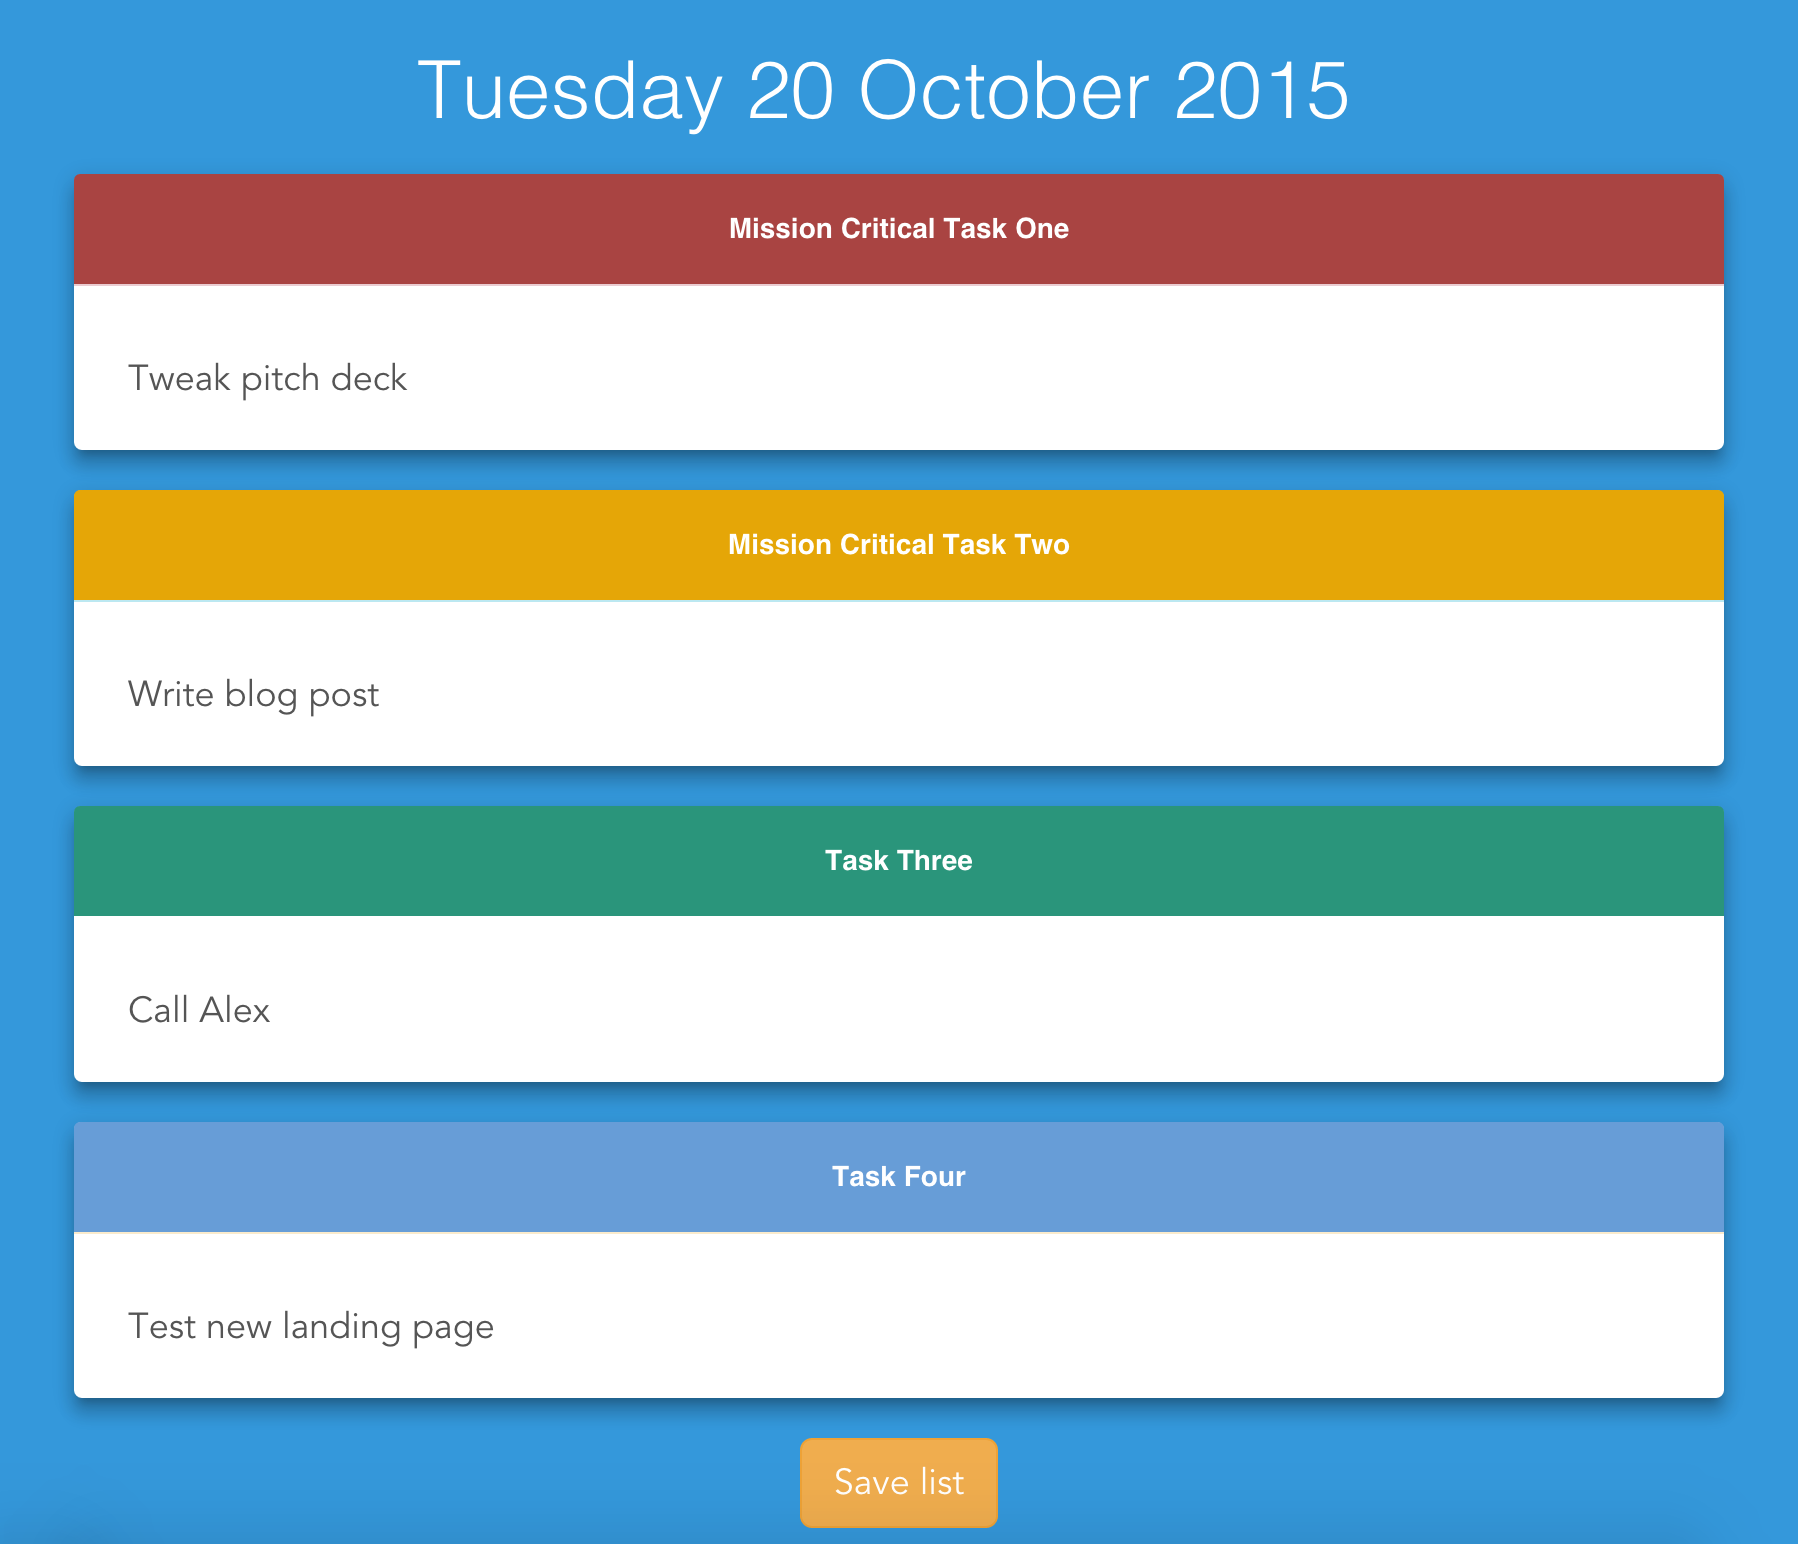 Tuesday 20 October 2015
Mission Critical Task One
Tweak pitch deck
Mission Critical Task Two
Write blog post
Task Three
Call Alex
Task Four
Test new landing page
Save list